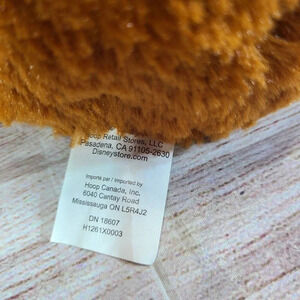 Hoop Retail Stores, LLC
Pasadena, CA 91105-2630
Disneystore.com
Importé par / Imported by
Hoop Canada, Inc.
6040 Cantay Road
Mississauga ON L5R4J2
DN 18607
H1261X0003